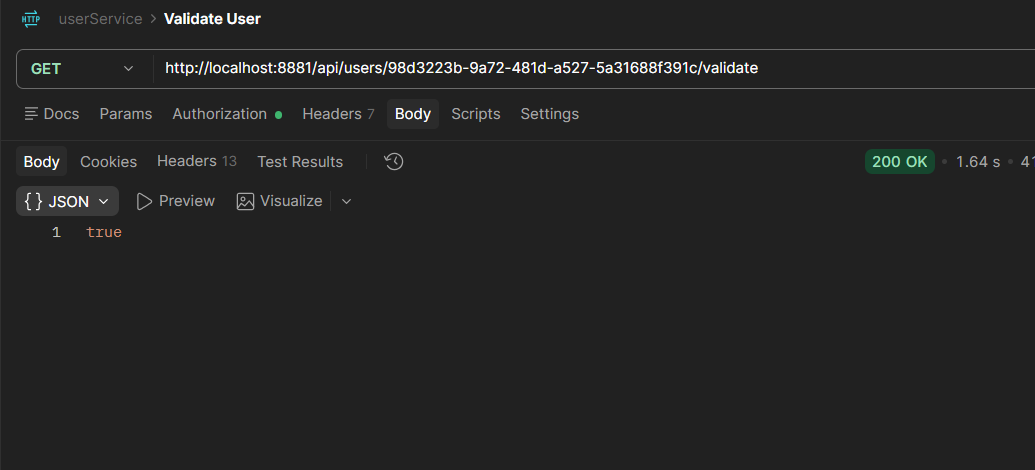 HTTP userService > Validate User
GET http://localhost:8881/api/users/98d3223b-9a72-481d-a527-5a31688f391c/validate
Docs Params Authorization Headers 7 Body Scripts Settings
Body Cookies Headers 13 Test Results 200 OK • 1.64 s • 41
{} JSON Preview Visualize
1 true